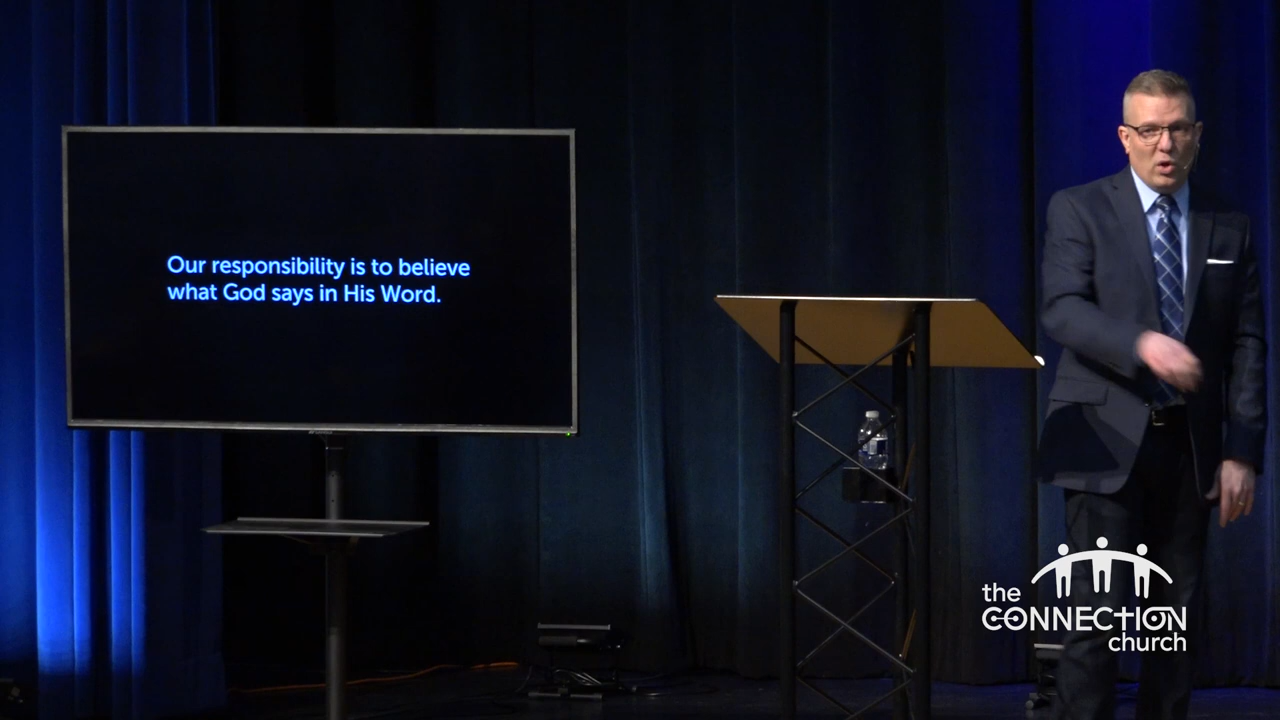 Our responsibility is to believe
what God says in His Word.
the
CONNECTION
church